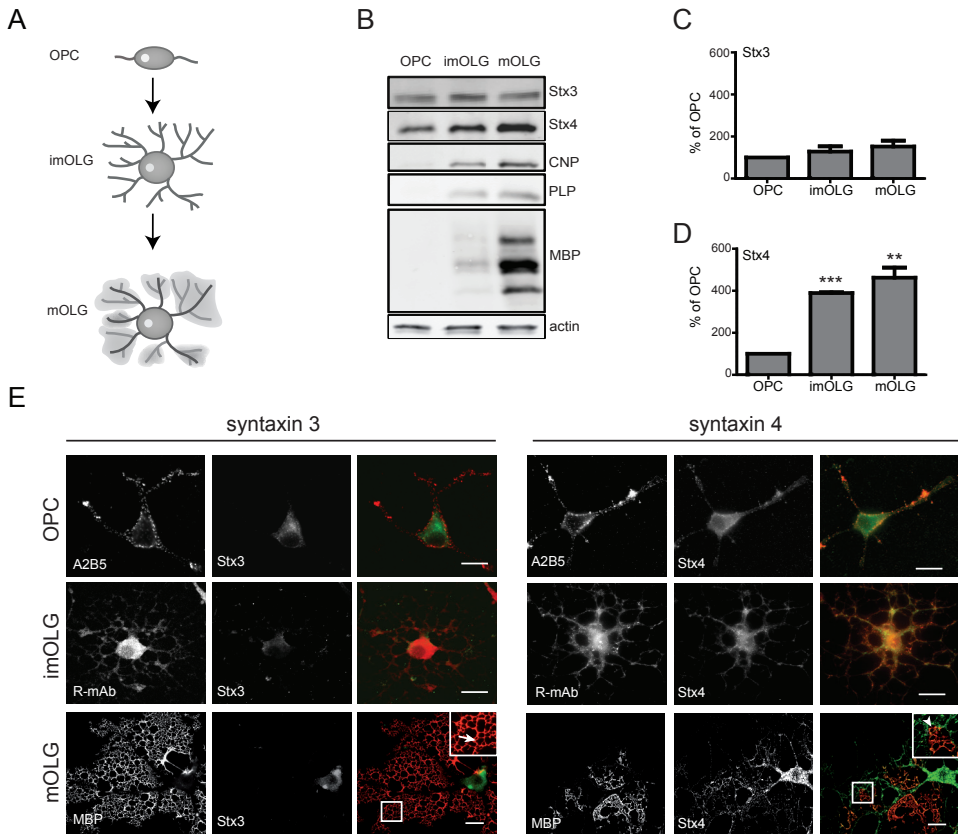 A
OPC
imOLG
mOLG
B
OPC imOLG mOLG
Stx3
Stx4
CNP
PLP
MBP
actin
C
Stx3
% of OPC
600
400
200
0
OPC imOLG mOLG
D
Stx4
% of OPC
600
400
200
0
*** **
OPC imOLG mOLG
E
syntaxin 3 syntaxin 4
OPC
A2B5 Stx3 A2B5 Stx4
imOLG
R-mAb Stx3 R-mAb Stx4
mOLG
MBP Stx3 MBP Stx4